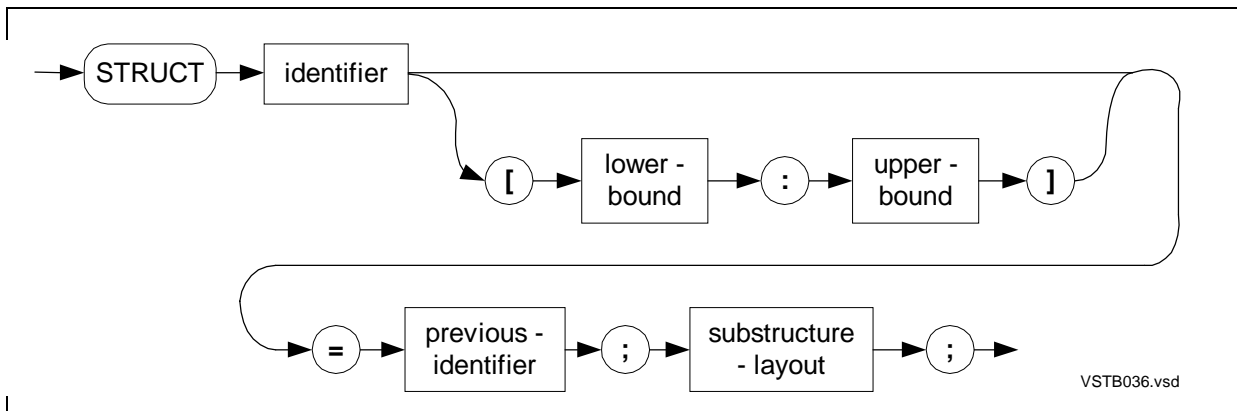 STRUCT identifier
[ lower - : upper - ]
bound bound
= previous - ; substructure ;
identifier - layout
VSTB036.vsd